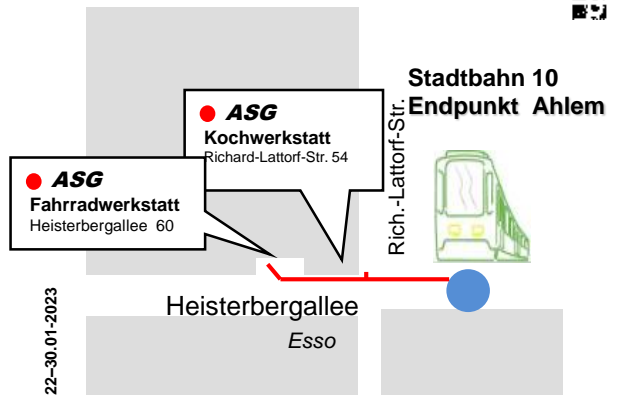 Stadtbahn 10
Endpunkt Ahlem
ASG
Kochwerkstatt
Richard-Lattorf-Str. 54
Rich.-Lattorf-Str.
ASG
Fahrradwerkstatt
Heisterbergallee 60
Heisterbergallee
Esso
22–30.01-2023